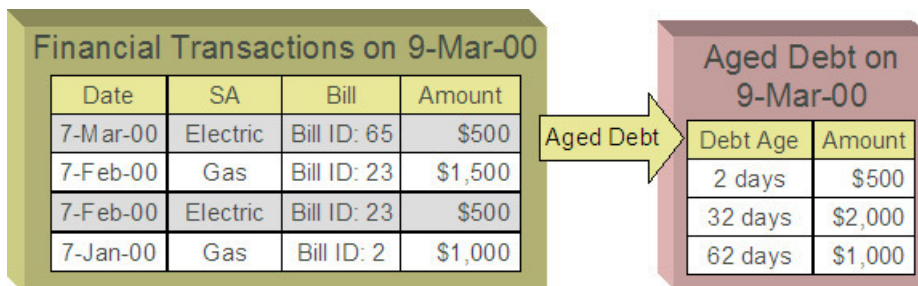 Financial Transactions on 9-Mar-00
Date SA Bill Amount
7-Mar-00 Electric Bill ID: 65 $500
7-Feb-00 Gas Bill ID: 23 $1,500
7-Feb-00 Electric Bill ID: 23 $500
7-Jan-00 Gas Bill ID: 2 $1,000
Aged Debt
Aged Debt on
9-Mar-00
Debt Age Amount
2 days $500
32 days $2,000
62 days $1,000